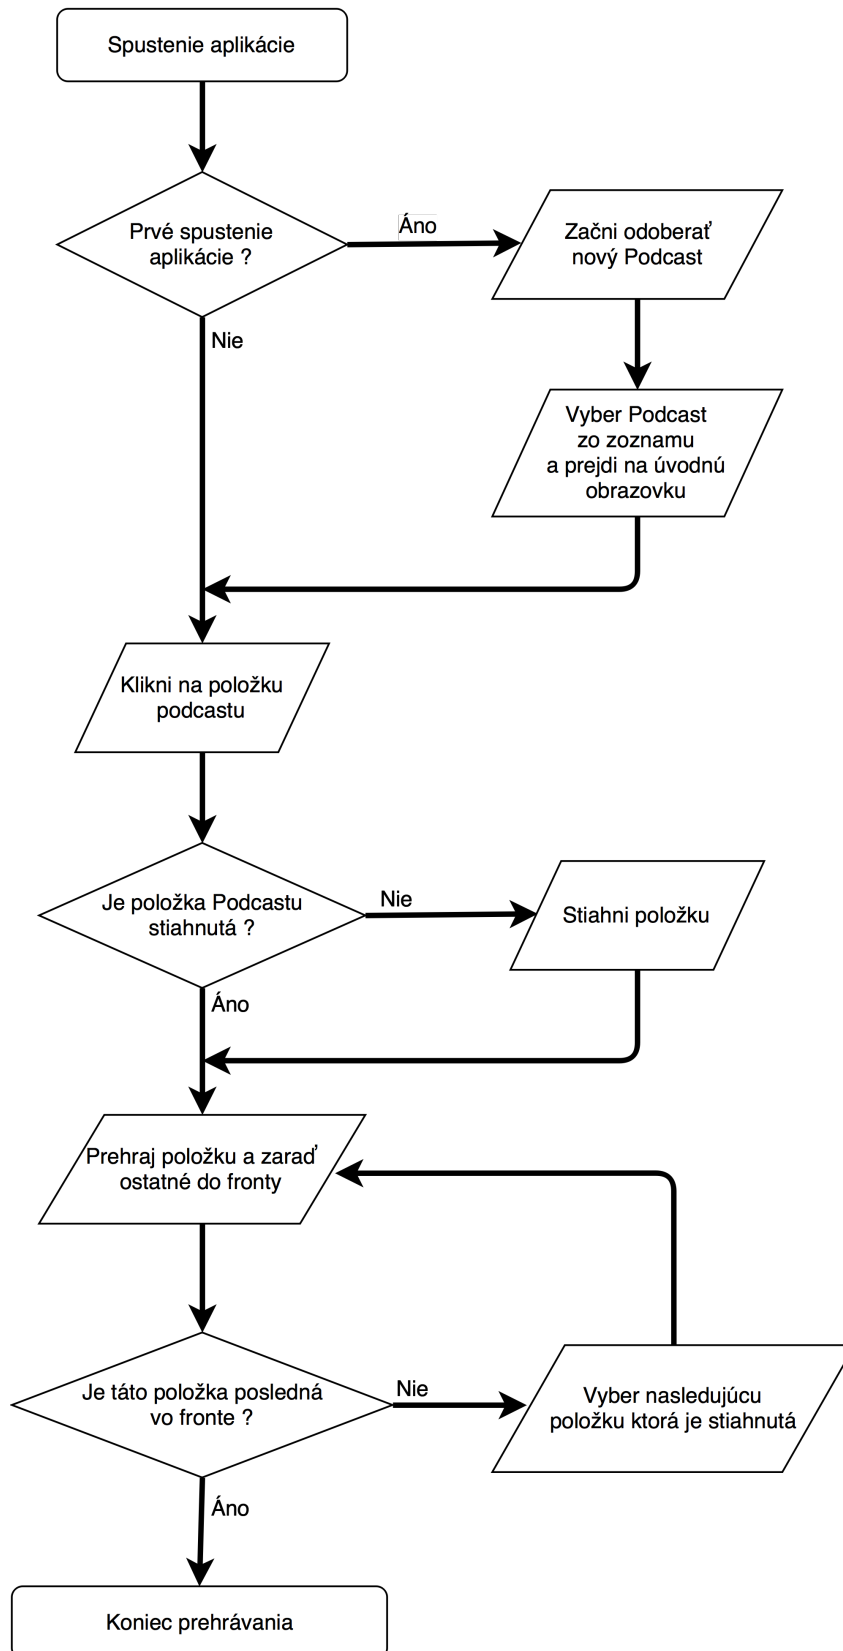 Spustenie aplikácie
Prvé spustenie
aplikácie ?
Áno
Začni odoberať
nový Podcast
Nie
Vyber Podcast
zo zoznamu
a prejdi na úvodnú
obrazovku
Klikni na položku
podcastu
Je položka Podcastu
stiahnutá ?
Nie
Stiahni položku
Áno
Prehraj položku a zaraď
ostatné do fronty
Je táto položka posledná
vo fronte ?
Nie
Vyber nasledujúcu
položku ktorá je stiahnutá
Áno
Koniec prehrávania